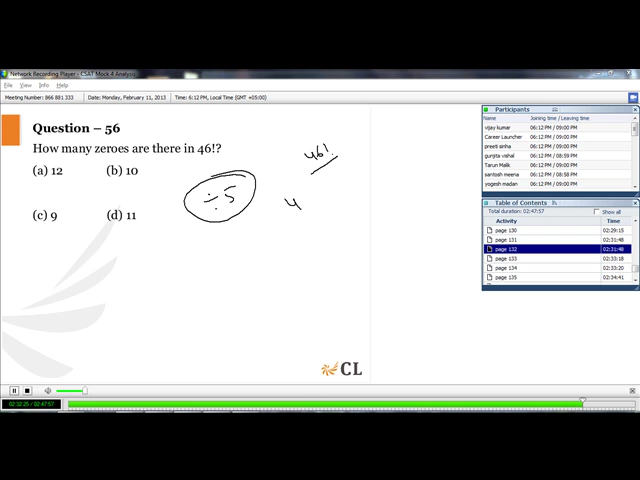 Network Recording Player - CSAT Mock 4 Analysis
File View Info Help
Meeting Number: 866 881 333 Date: Monday, February 11, 2013 Time: 6:12 PM, Local Time (GMT +05:00)
Question – 56
How many zeroes are there in 46!?
(a) 12 (b) 10
(c) 9 (d) 11
46!
÷5
4
CL
Participants
Name Joining time / Leaving time
vijay kumar 06:12 PM / 09:00 PM
Career Launcher 06:12 PM / 09:00 PM
preeti sinha 06:12 PM / 09:00 PM
gunjita vishal 06:12 PM / 08:59 PM
Tarun Malik 06:12 PM / 09:00 PM
santosh meena 06:12 PM / 08:58 PM
yogesh madan 06:12 PM / 09:00 PM
Table of Contents
Total duration: 02:47:57 Show all
Activity Time
page 130 02:29:15
page 131 02:31:48
page 132 02:31:48
page 133 02:33:18
page 134 02:33:20
page 135 02:34:41
02:32:25 / 02:47:57